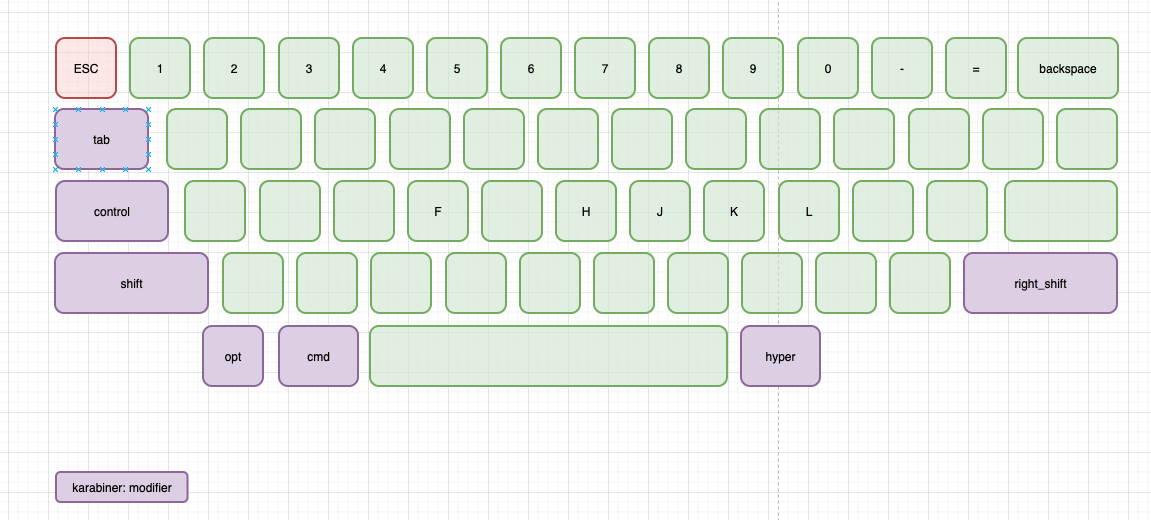 ESC 1 2 3 4 5 6 7 8 9 0 - = backspace
tab
control F H J K L
shift right_shift
opt cmd hyper
karabiner: modifier